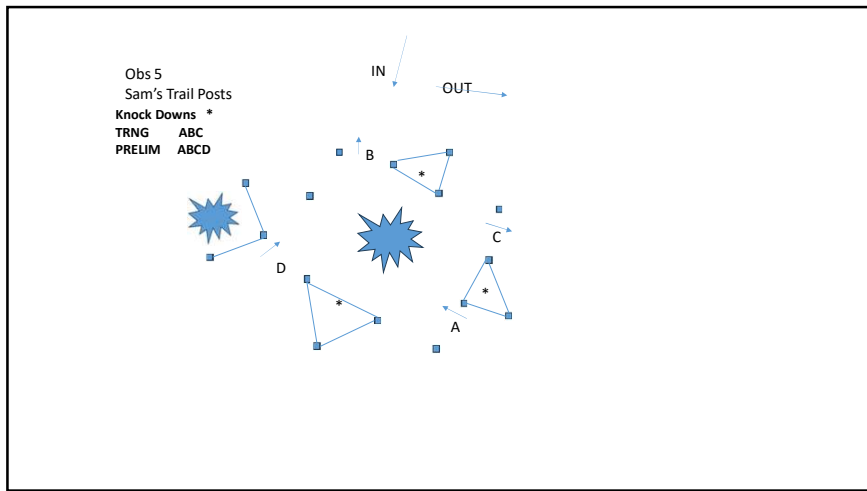 IN
OUT
Obs 5
Sam's Trail Posts
Knock Downs *
TRNG ABC
PRELIM ABCD
B
*
C
D
*
*
A